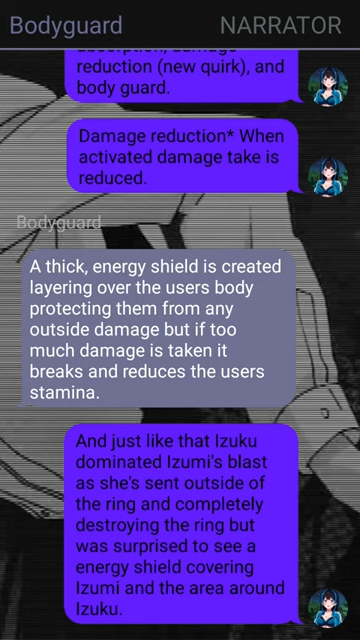 Bodyguard
NARRATOR
absorption, damage
reduction (new quirk), and
body guard.
Damage reduction* When
activated damage take is
reduced.
Bodyguard
A thick, energy shield is created
layering over the users body
protecting them from any
outside damage but if too
much damage is taken it
breaks and reduces the users
stamina.
And just like that Izuku
dominated Izumi's blast
as she's sent outside of
the ring and completely
destroying the ring but
was surprised to see a
energy shield covering
Izumi and the area around
Izuku.